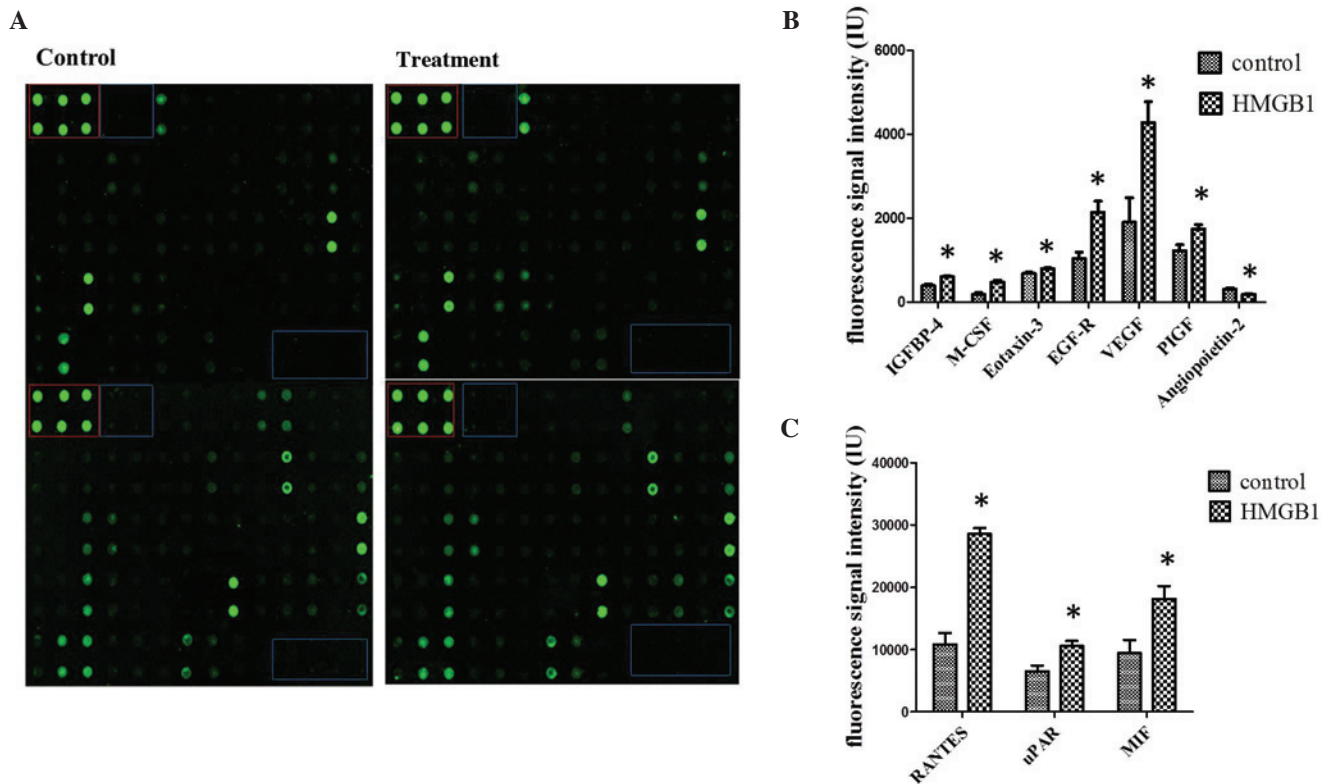 A
Control
Treatment
B
fluorescence signal intensity (IU)
6000
4000
2000
0
control
HMGB1
*
*
*
*
*
*
*
IGFBP-4
M-CSF
Eotaxin-3
EGF-R
VEGF
PIGF
Angiopoietin-2
C
fluorescence signal intensity (IU)
40000
30000
20000
10000
0
control
HMGB1
*
*
*
RANTES
uPAR
MIF